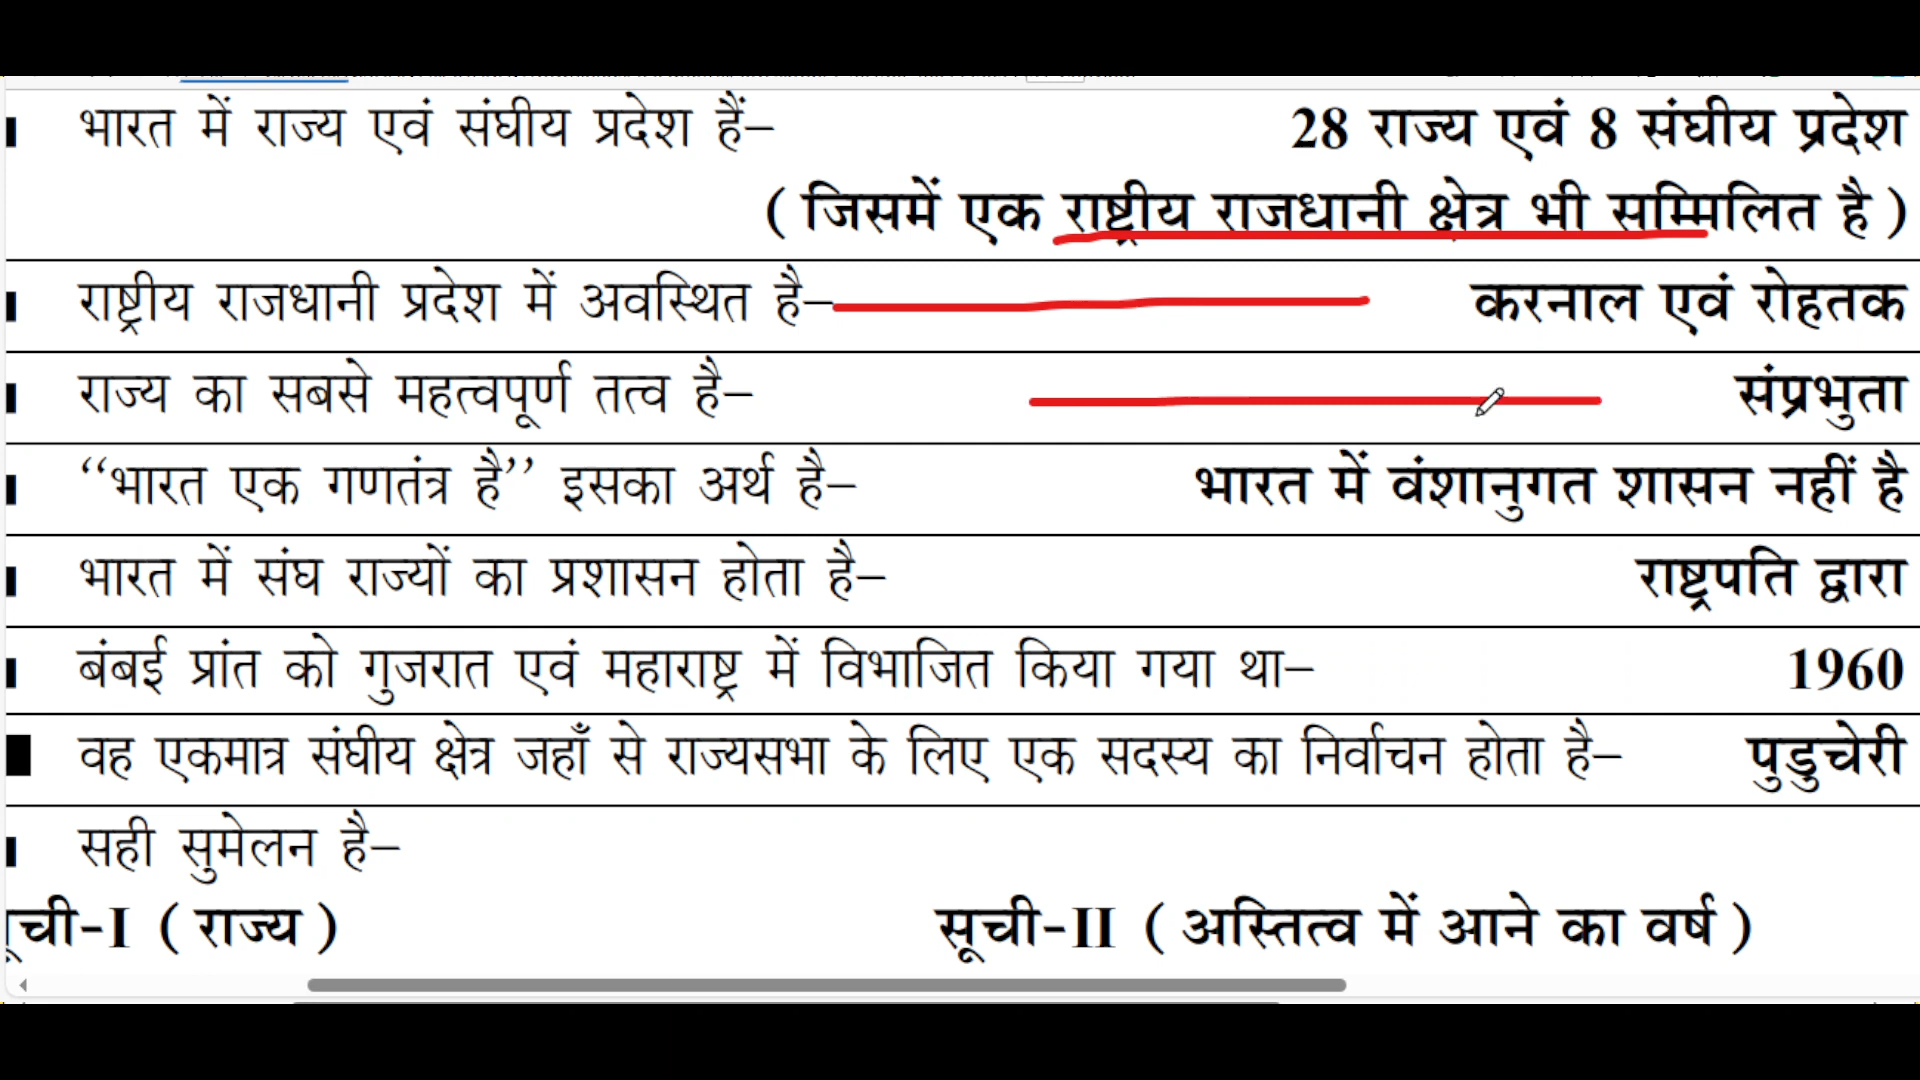 भारत में राज्य एवं संघीय प्रदेश हैं– 28 राज्य एवं 8 संघीय प्रदेश
( जिसमें एक राष्ट्रीय राजधानी क्षेत्र भी सम्मिलित है )
राष्ट्रीय राजधानी प्रदेश में अवस्थित है– करनाल एवं रोहतक
राज्य का सबसे महत्वपूर्ण तत्व है– संप्रभुता
‘‘भारत एक गणतंत्र है’’ इसका अर्थ है– भारत में वंशानुगत शासन नहीं है
भारत में संघ राज्यों का प्रशासन होता है– राष्ट्रपति द्वारा
बंबई प्रांत को गुजरात एवं महाराष्ट्र में विभाजित किया गया था– 1960
वह एकमात्र संघीय क्षेत्र जहाँ से राज्यसभा के लिए एक सदस्य का निर्वाचन होता है– पुडुचेरी
सही सुमेलन है–
सूची-I ( राज्य ) सूची-II ( अस्तित्व में आने का वर्ष )